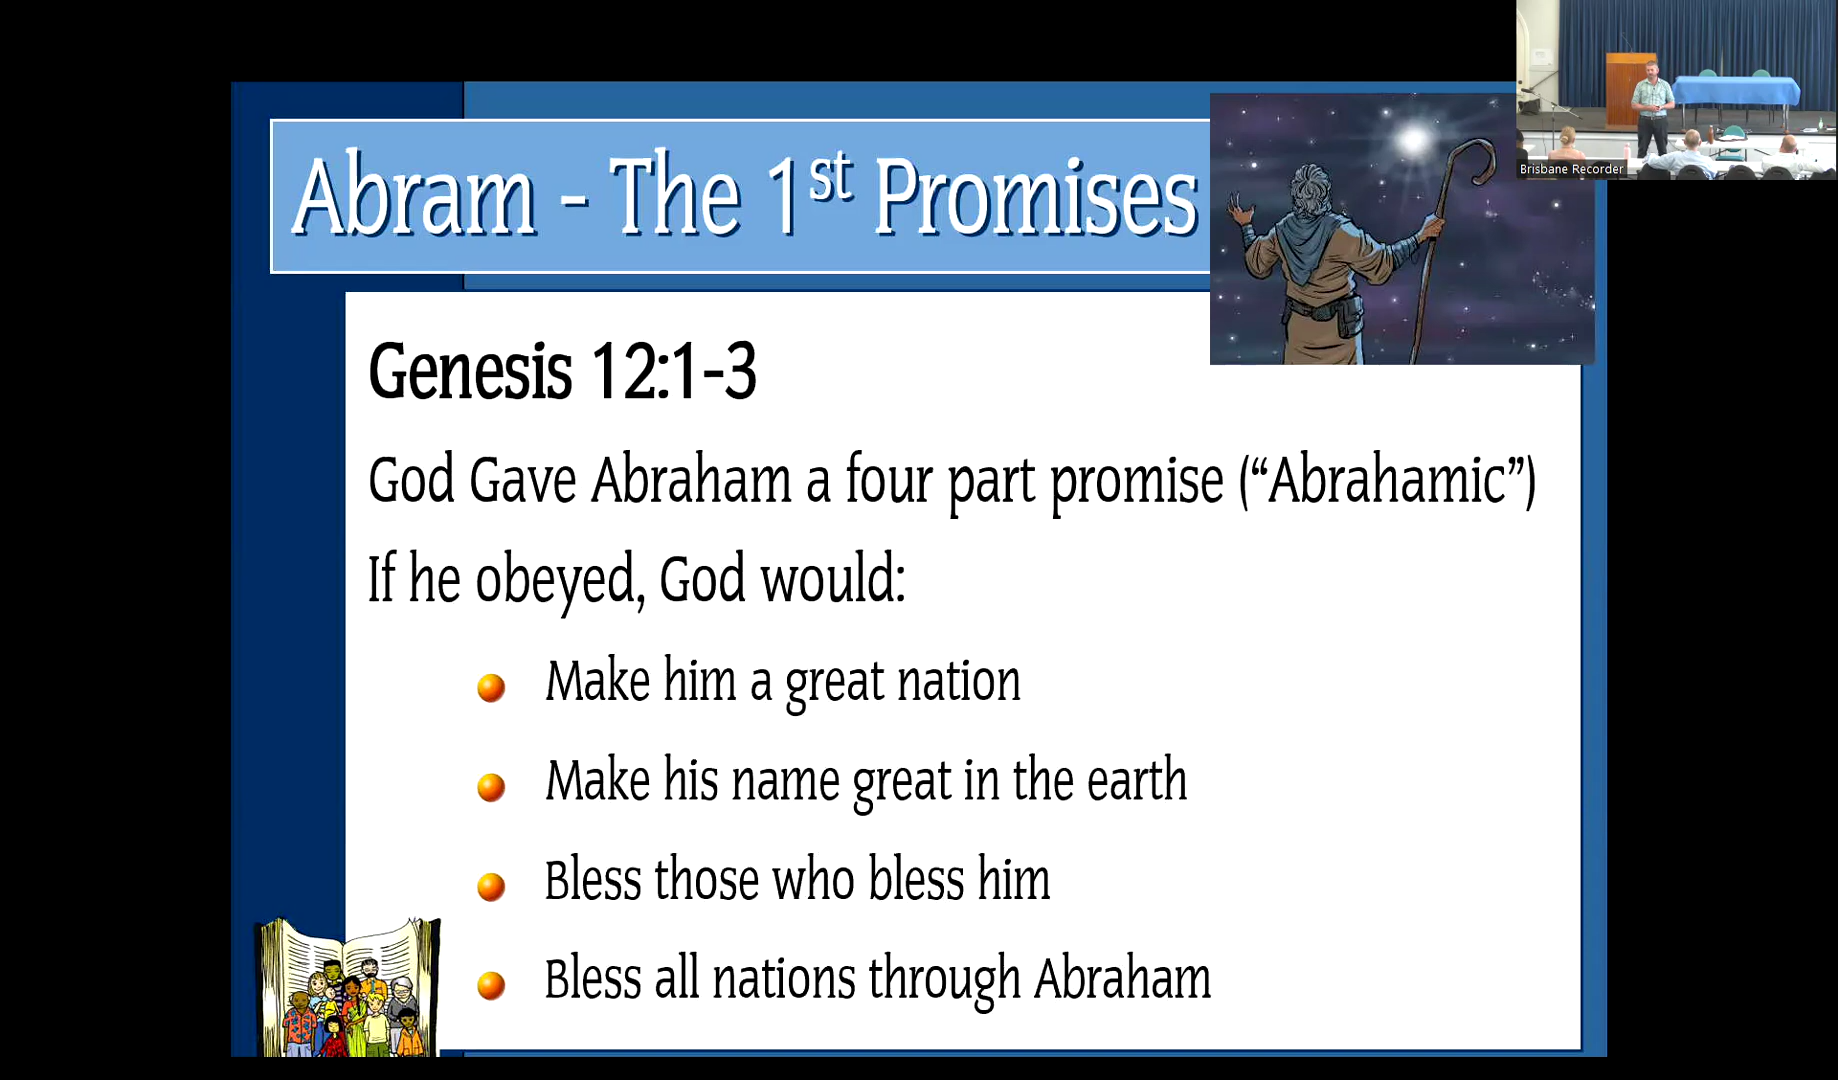 Abram - The 1st Promises
Brisbane Recorder
Genesis 12:1-3
God Gave Abraham a four part promise (“Abrahamic”)
If he obeyed, God would:
Make him a great nation
Make his name great in the earth
Bless those who bless him
Bless all nations through Abraham